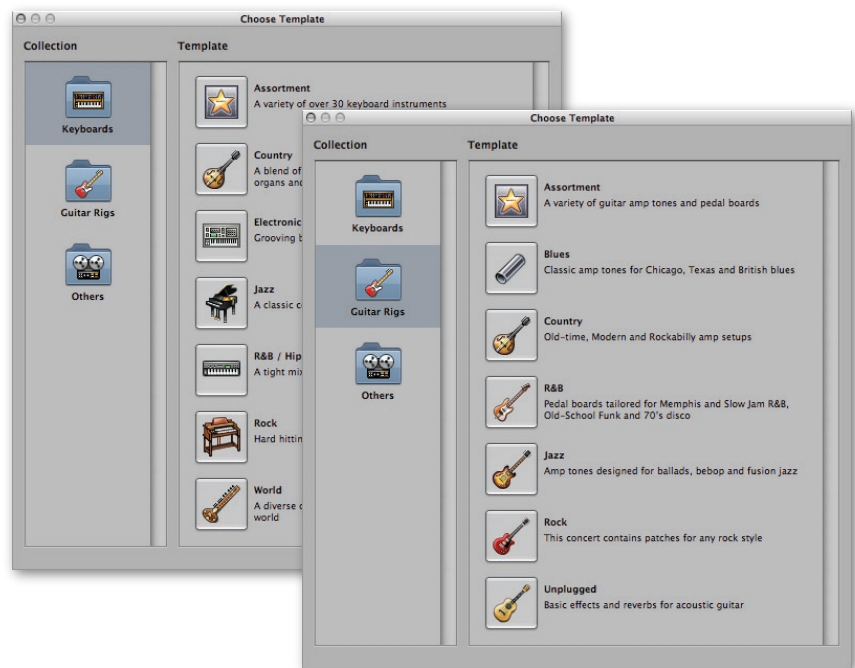 Choose Template
Collection
Template
Keyboards
Guitar Rigs
Others
Assortment
A variety of over 30 keyboard instruments
Country
A blend of
organs and
Electronic
Grooving
Jazz
A classic
R&B / Hip
A tight
Rock
Hard
World
A diverse
world
Choose Template
Collection
Template
Keyboards
Guitar Rigs
Others
Assortment
A variety of guitar amp tones and pedal boards
Blues
Classic amp tones for Chicago, Texas and British blues
Country
Old-time, Modern and Rockabilly amp setups
R&B
Pedal boards tailored for Memphis and Slow Jam R&B,
Old-School Funk and 70's disco
Jazz
Amp tones designed for ballads, bebop and fusion jazz
Rock
This concert contains patches for any rock style
Unplugged
Basic effects and reverbs for acoustic guitar